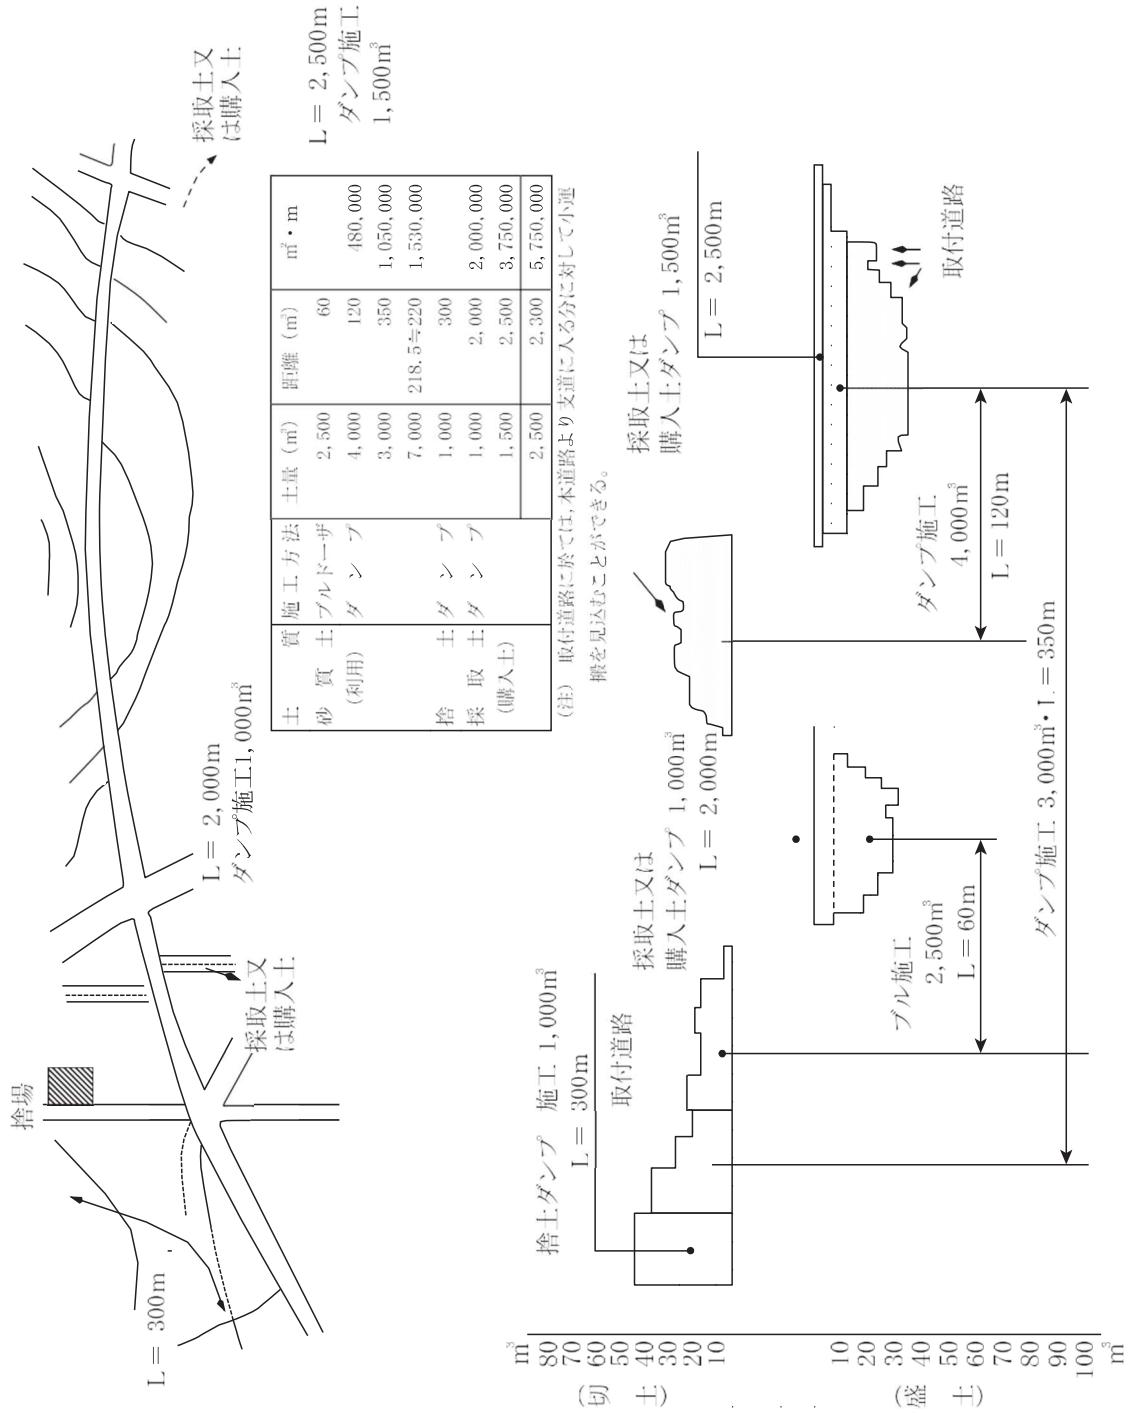 捨場
L = 300m
採取土又
は購入土
L = 2,000m
ダンプ施工1,000㎥
採取土又
は購入土
L = 2,500m
ダンプ施工
1,500㎥
土質 施工方法 土量（㎥） 距離（㎥） ㎥・m
砂質土 ブルドーザ 2,500 60
（利用） ダンプ 4,000 120 480,000
3,000 350 1,050,000
7,000 218.5≒220 1,530,000
捨土 ダンプ 1,000 300
採取土 ダンプ 1,000 2,000 2,000,000
（購入土） 1,500 2,500 3,750,000
2,500 2,300 5,750,000
（注） 取付道路に於ては,本道路より支道に入る分に対して小運
搬を見込むことができる。
捨土ダンプ 施工 1,000㎥
L = 300m
取付道路
採取土又は
購入土ダンプ 1,000㎥
L = 2,000m
採取土又は
購入土ダンプ 1,500㎥
L = 2,500m
取付道路
ブル施工
2,500㎥
L = 60m
ダンプ施工
4,000㎥
L = 120m
ダンプ施工 3,000㎥・L = 350m
㎥
80
70
60
50
40
30
20
10
（切土）
10
20
30
40
50
60
70
80
90
100
㎥
（盛土）